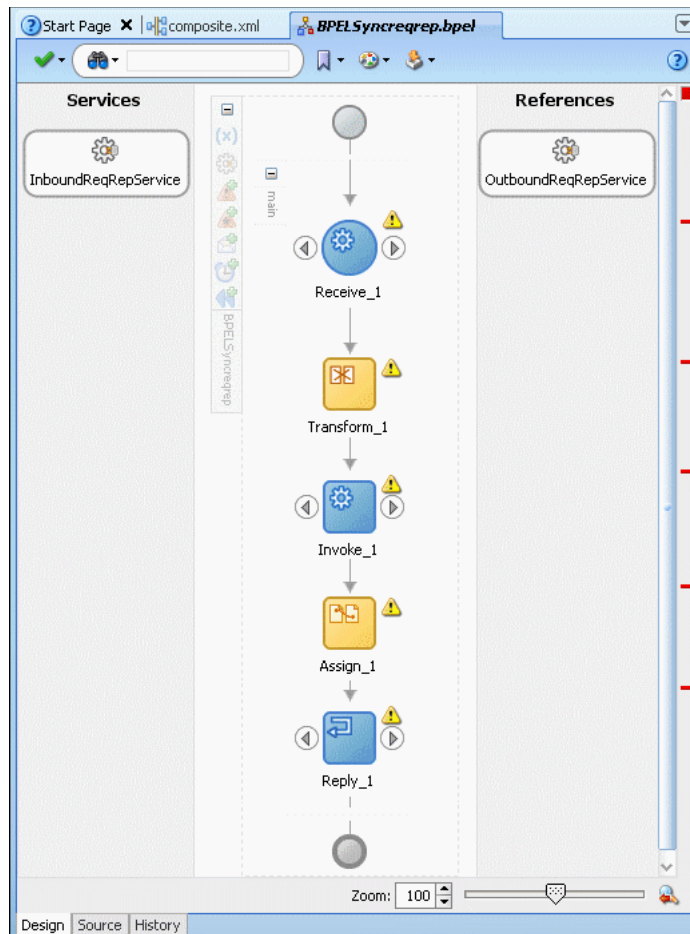 Start Page composite.xml BPELSyncreqrep.bpel
Services
References
InboundReqRepService
OutboundReqRepService
main
BPELSyncreqrep
Receive_1
Transform_1
Invoke_1
Assign_1
Reply_1
Zoom: 100
Design Source History